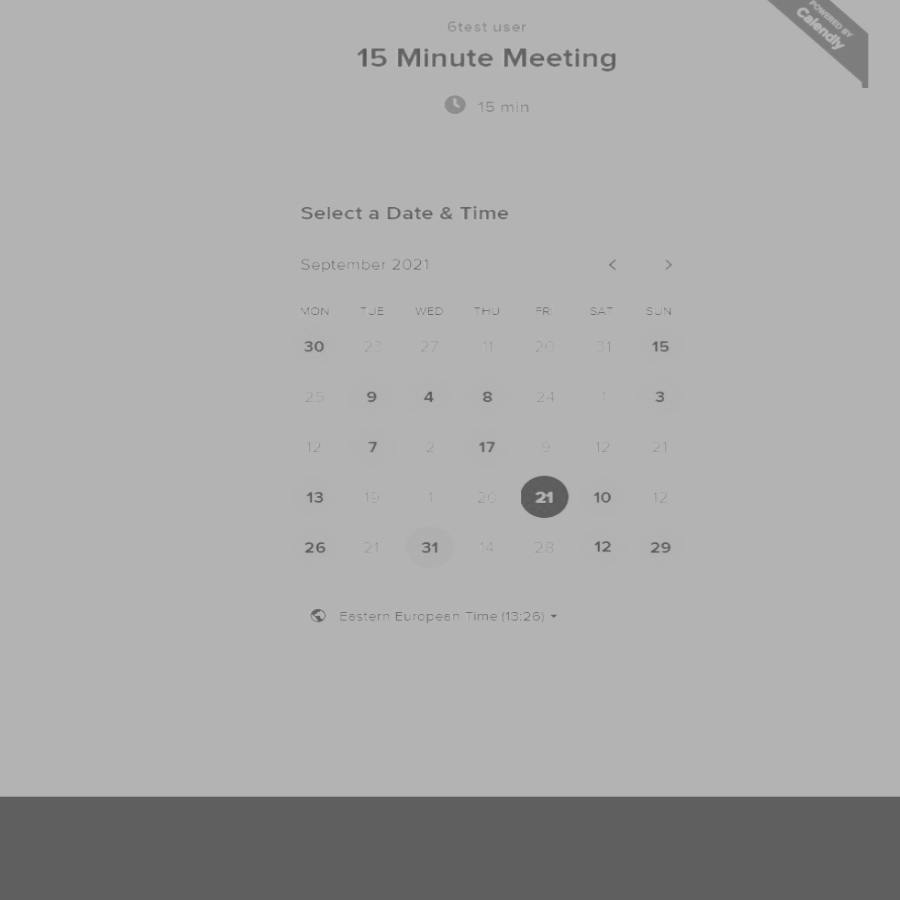 6test user
15 Minute Meeting
15 min
POWERED BY
Calendly
Select a Date & Time
September 2021
MON TUE WED THU FRI SAT SUN
30 23 27 11 20 31 15
25 9 4 8 24 1 3
12 7 2 17 9 12 21
13 19 1 20 21 10 12
26 21 31 14 28 12 29
Eastern European Time (13:26)